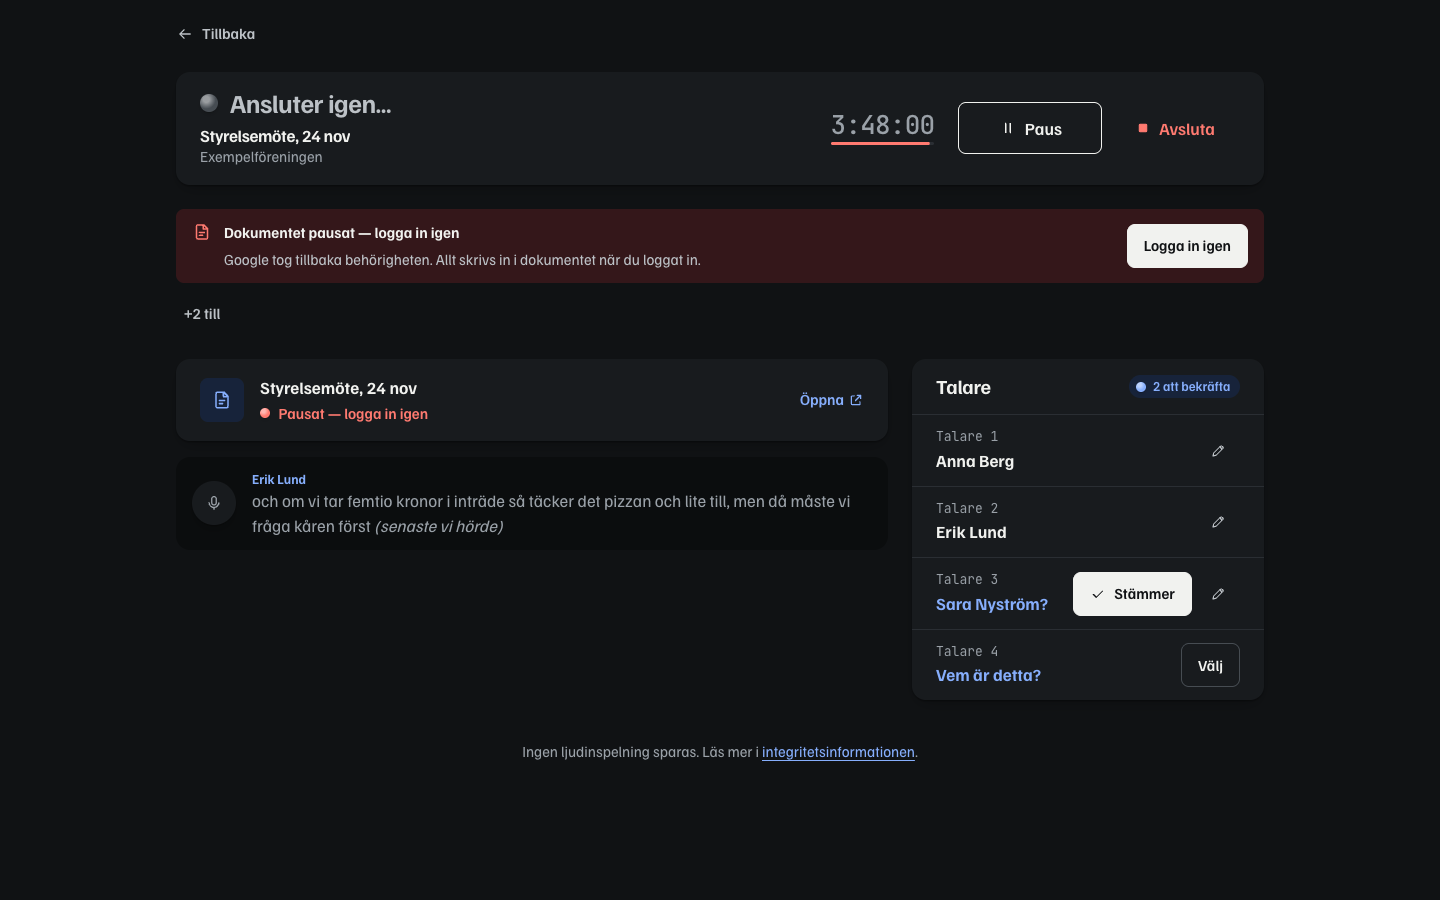 Tillbaka
Ansluter igen...
Styrelsemöte, 24 nov
Exempelföreningen
3:48:00
Paus
Avsluta
Dokumentet pausat — logga in igen
Google tog tillbaka behörigheten. Allt skrivs in i dokumentet när du loggat in.
Logga in igen
+2 till
Styrelsemöte, 24 nov
Pausat — logga in igen
Öppna
Erik Lund
och om vi tar femtio kronor i inträde så täcker det pizzan och lite till, men då måste vi
fråga kåren först (senaste vi hörde)
Talare
2 att bekräfta
Talare 1
Anna Berg
Talare 2
Erik Lund
Talare 3
Sara Nyström?
Stämmer
Talare 4
Vem är detta?
Välj
Ingen ljudinspelning sparas. Läs mer i integritetsinformationen.